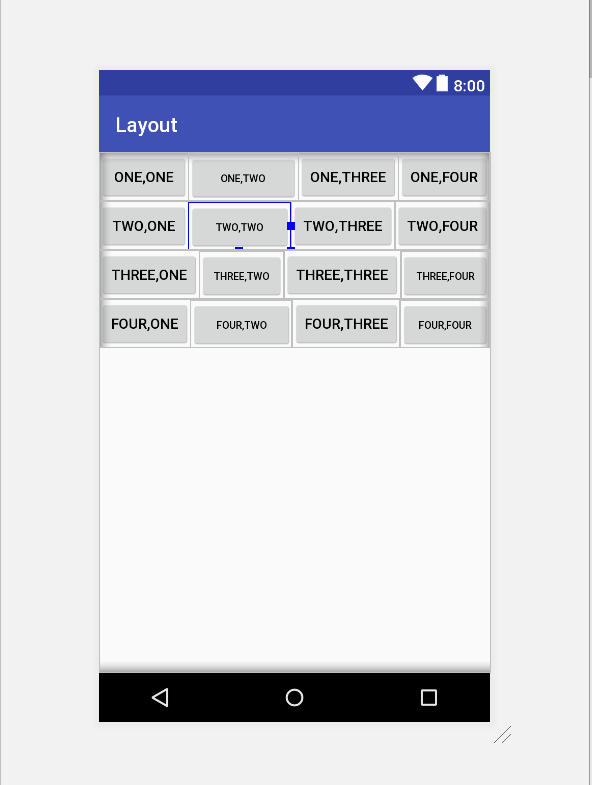 8:00
Layout
ONE,ONE ONE,TWO ONE,THREE ONE,FOUR
TWO,ONE TWO,TWO TWO,THREE TWO,FOUR
THREE,ONE THREE,TWO THREE,THREE THREE,FOUR
FOUR,ONE FOUR,TWO FOUR,THREE FOUR,FOUR